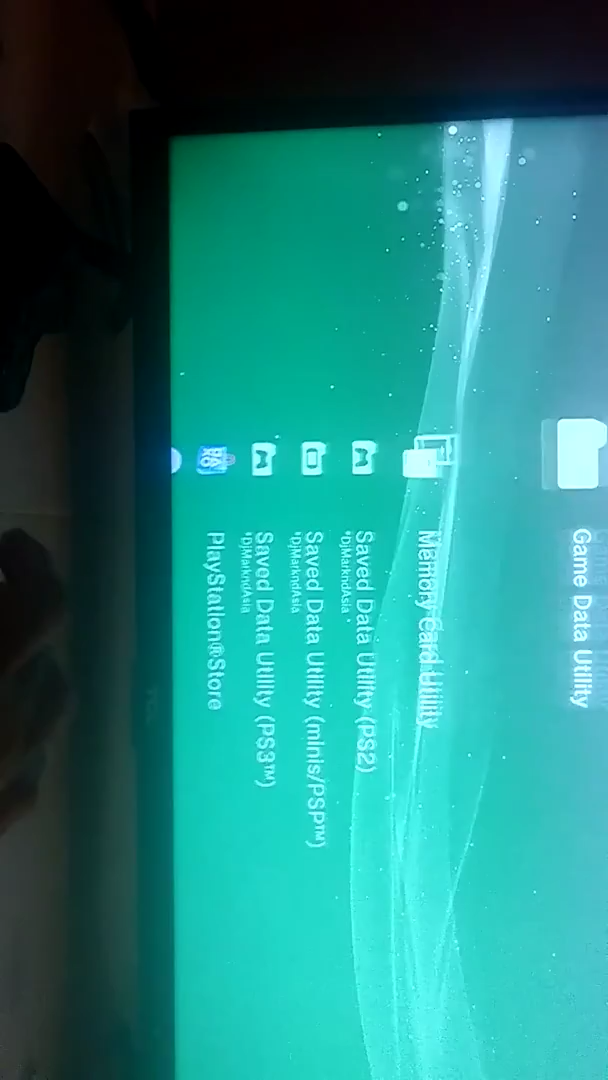 Game Data Utility
Memory Card Utility
Saved Data Utility (PS2)
*DjMarkndAsia
Saved Data Utility (minis/PSP™)
*DjMarkndAsia
Saved Data Utility (PS3™)
*DjMarkndAsia
PlayStation®Store